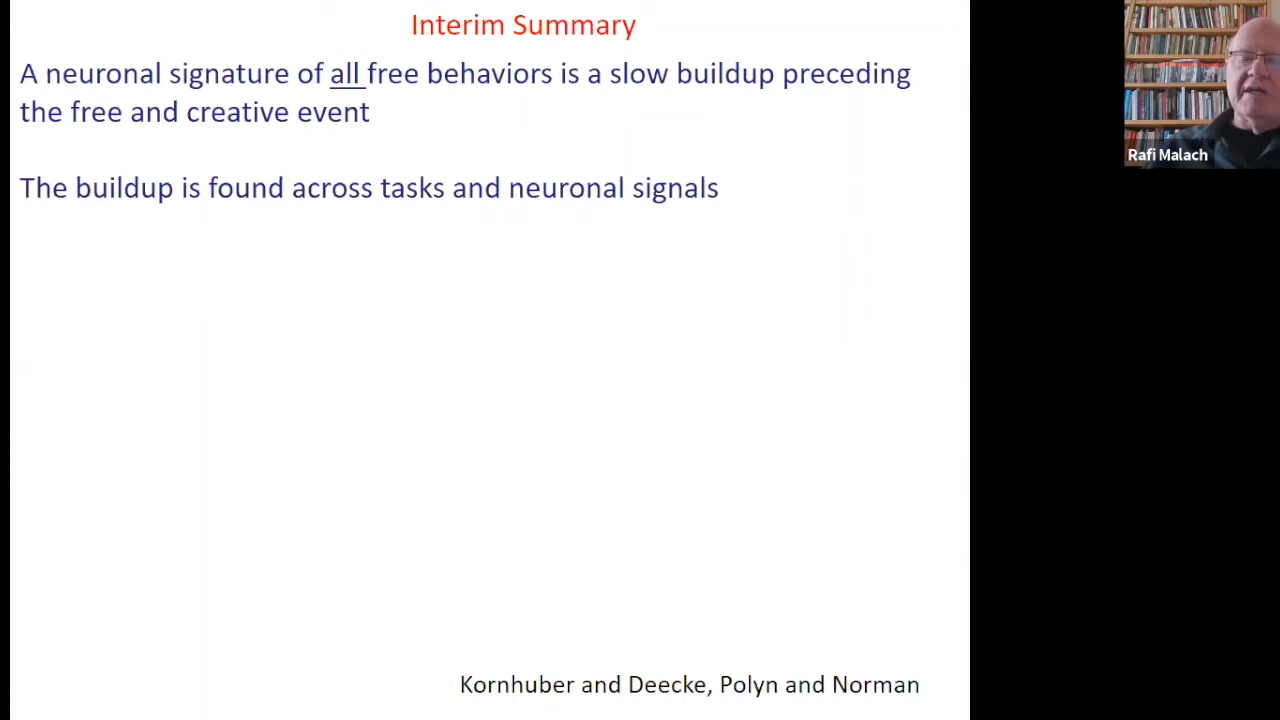 Interim Summary
A neuronal signature of all free behaviors is a slow buildup preceding
the free and creative event
The buildup is found across tasks and neuronal signals
Kornhuber and Deecke, Polyn and Norman
Rafi Malach